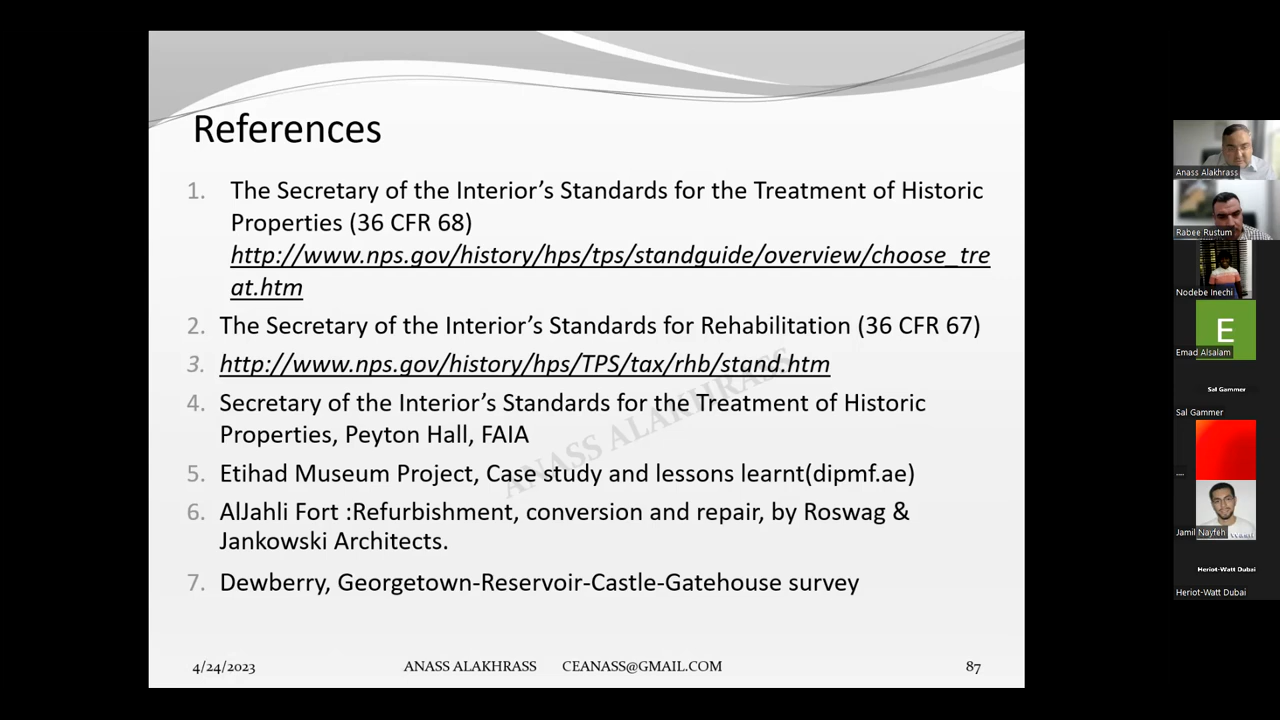 References
1. The Secretary of the Interior’s Standards for the Treatment of Historic
Properties (36 CFR 68)
http://www.nps.gov/history/hps/tps/standguide/overview/choose_tre
at.htm
2. The Secretary of the Interior’s Standards for Rehabilitation (36 CFR 67)
3. http://www.nps.gov/history/hps/TPS/tax/rhb/stand.htm
4. Secretary of the Interior’s Standards for the Treatment of Historic
Properties, Peyton Hall, FAIA
5. Etihad Museum Project, Case study and lessons learnt(dipmf.ae)
6. AlJahli Fort :Refurbishment, conversion and repair, by Roswag &
Jankowski Architects.
7. Dewberry, Georgetown-Reservoir-Castle-Gatehouse survey
ANASS ALAKHRASS
4/24/2023 ANASS ALAKHRASS CEANASS@GMAIL.COM 87
Anass Alakhrass
Rabee Rustum
Nodebe Inechi
E
Emad Alsalam
Sal Gammer
Sal Gammer
....
Jamil Nayfeh
Heriot-Watt Dubai
Heriot-Watt Dubai